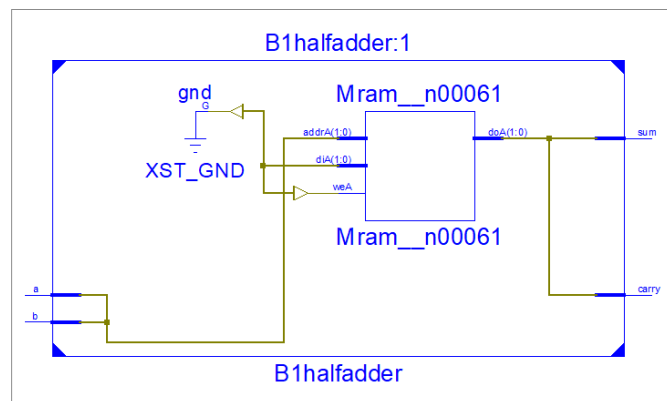 B1halfadder:1
gnd
G
XST_GND
Mram__n00061
addrA(1:0)
diA(1:0)
weA
doA(1:0)
Mram__n00061
sum
a
b
carry
B1halfadder